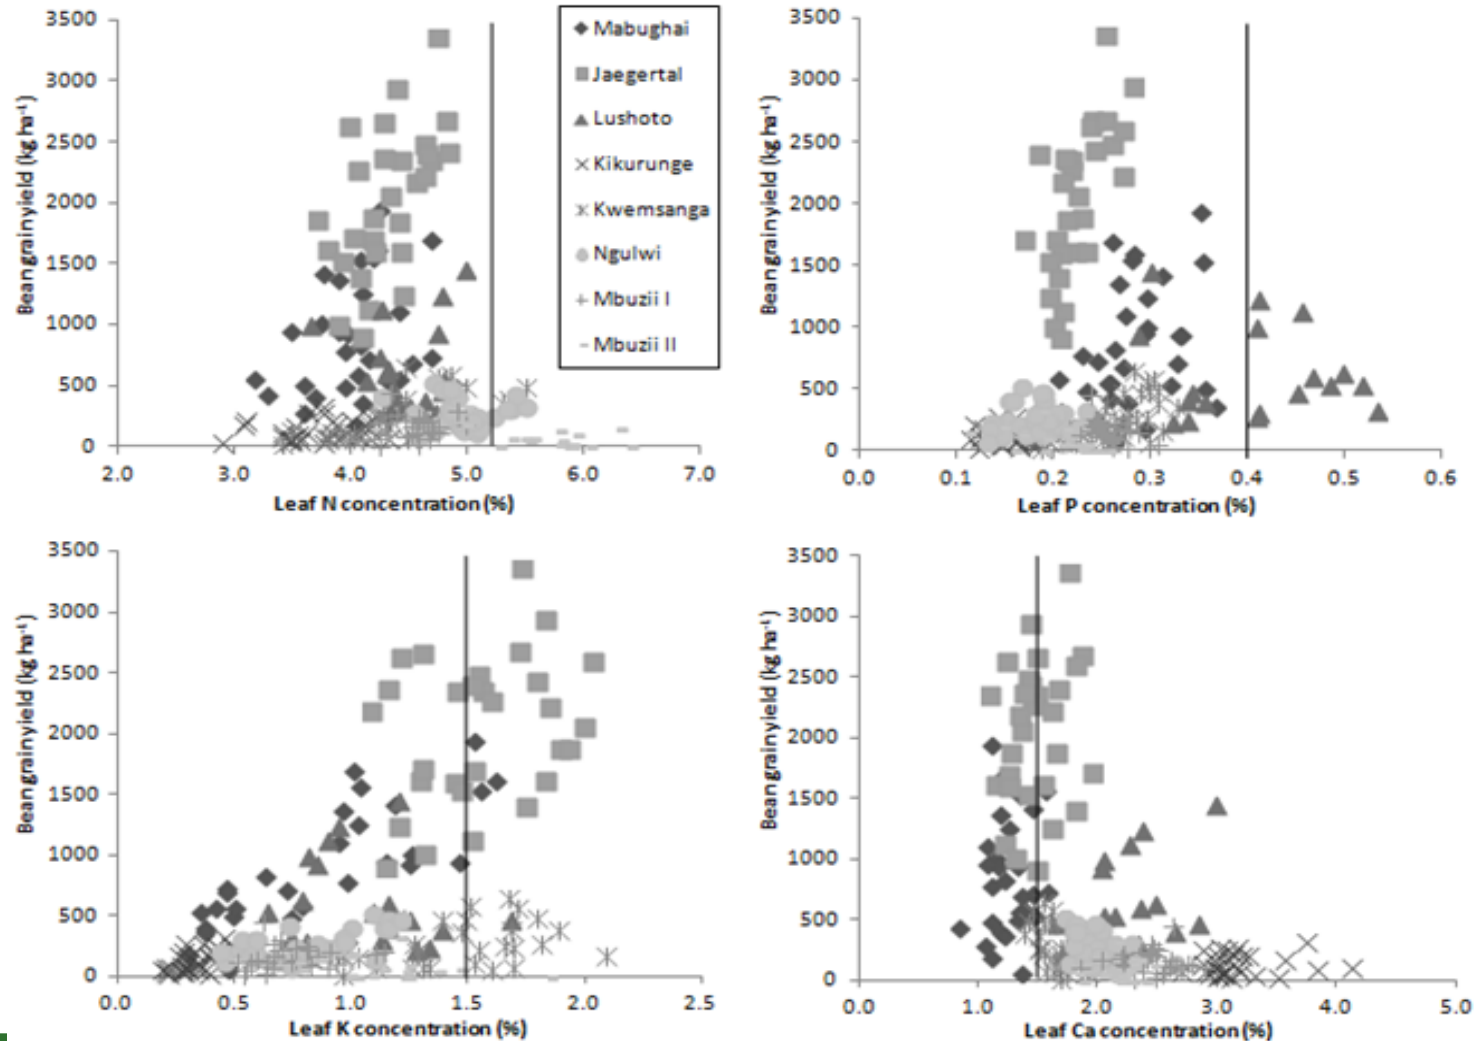 3500
3000
2500
2000
1500
1000
500
0
Bean grain yield (kg ha⁻¹)
2.0 3.0 4.0 5.0 6.0 7.0
Leaf N concentration (%)
Mabughai
Jaegertal
Lushoto
Kikurunge
Kwemsanga
Ngulwi
Mbuzii I
Mbuzii II
3500
3000
2500
2000
1500
1000
500
0
Bean grain yield (kg ha⁻¹)
0.0 0.1 0.2 0.3 0.4 0.5 0.6
Leaf P concentration (%)
3500
3000
2500
2000
1500
1000
500
0
Bean grain yield (kg ha⁻¹)
0.0 0.5 1.0 1.5 2.0 2.5
Leaf K concentration (%)
3500
3000
2500
2000
1500
1000
500
0
Bean grain yield (kg ha⁻¹)
0.0 1.0 2.0 3.0 4.0 5.0
Leaf Ca concentration (%)